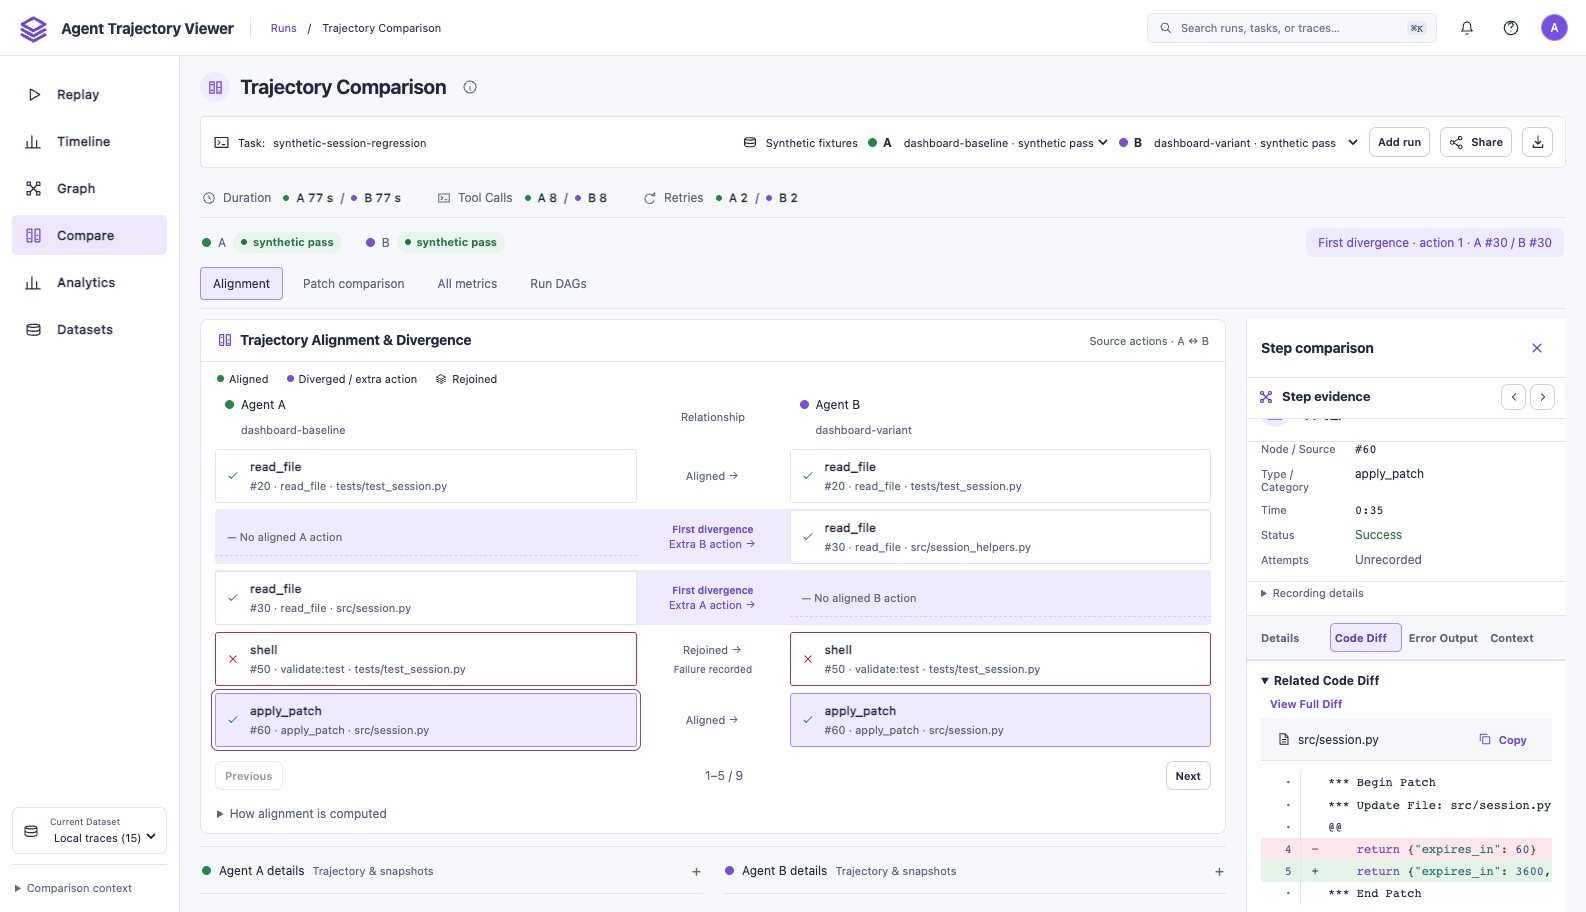 Agent Trajectory Viewer
Runs / Trajectory Comparison
Search runs, tasks, or traces... ⌘K
A
Replay
Timeline
Graph
Compare
Analytics
Datasets
Current Dataset
Local traces (15)
Comparison context
Trajectory Comparison
Task: synthetic-session-regression
Synthetic fixtures A dashboard-baseline · synthetic pass B dashboard-variant · synthetic pass Add run Share
Duration A 77 s / B 77 s Tool Calls A 8 / B 8 Retries A 2 / B 2
A synthetic pass B synthetic pass
First divergence · action 1 · A #30 / B #30
Alignment Patch comparison All metrics Run DAGs
Trajectory Alignment & Divergence
Source actions · A ↔ B
Aligned Diverged / extra action Rejoined
Agent A
dashboard-baseline
Relationship
Agent B
dashboard-variant
read_file
#20 · read_file · tests/test_session.py
Aligned →
read_file
#20 · read_file · tests/test_session.py
— No aligned A action
First divergence
Extra B action →
read_file
#30 · read_file · src/session_helpers.py
read_file
#30 · read_file · src/session.py
First divergence
Extra A action →
— No aligned B action
shell
#50 · validate:test · tests/test_session.py
Rejoined →
Failure recorded
shell
#50 · validate:test · tests/test_session.py
apply_patch
#60 · apply_patch · src/session.py
Aligned →
apply_patch
#60 · apply_patch · src/session.py
Previous
1–5 / 9
Next
How alignment is computed
Agent A details Trajectory & snapshots +
Agent B details Trajectory & snapshots +
Step comparison
Step evidence
Node / Source #60
Type / Category apply_patch
Time 0:35
Status Success
Attempts Unrecorded
Recording details
Details Code Diff Error Output Context
Related Code Diff
View Full Diff
src/session.py Copy
*** Begin Patch
*** Update File: src/session.py
@@
4 - return {"expires_in": 60}
5 + return {"expires_in": 3600,
*** End Patch